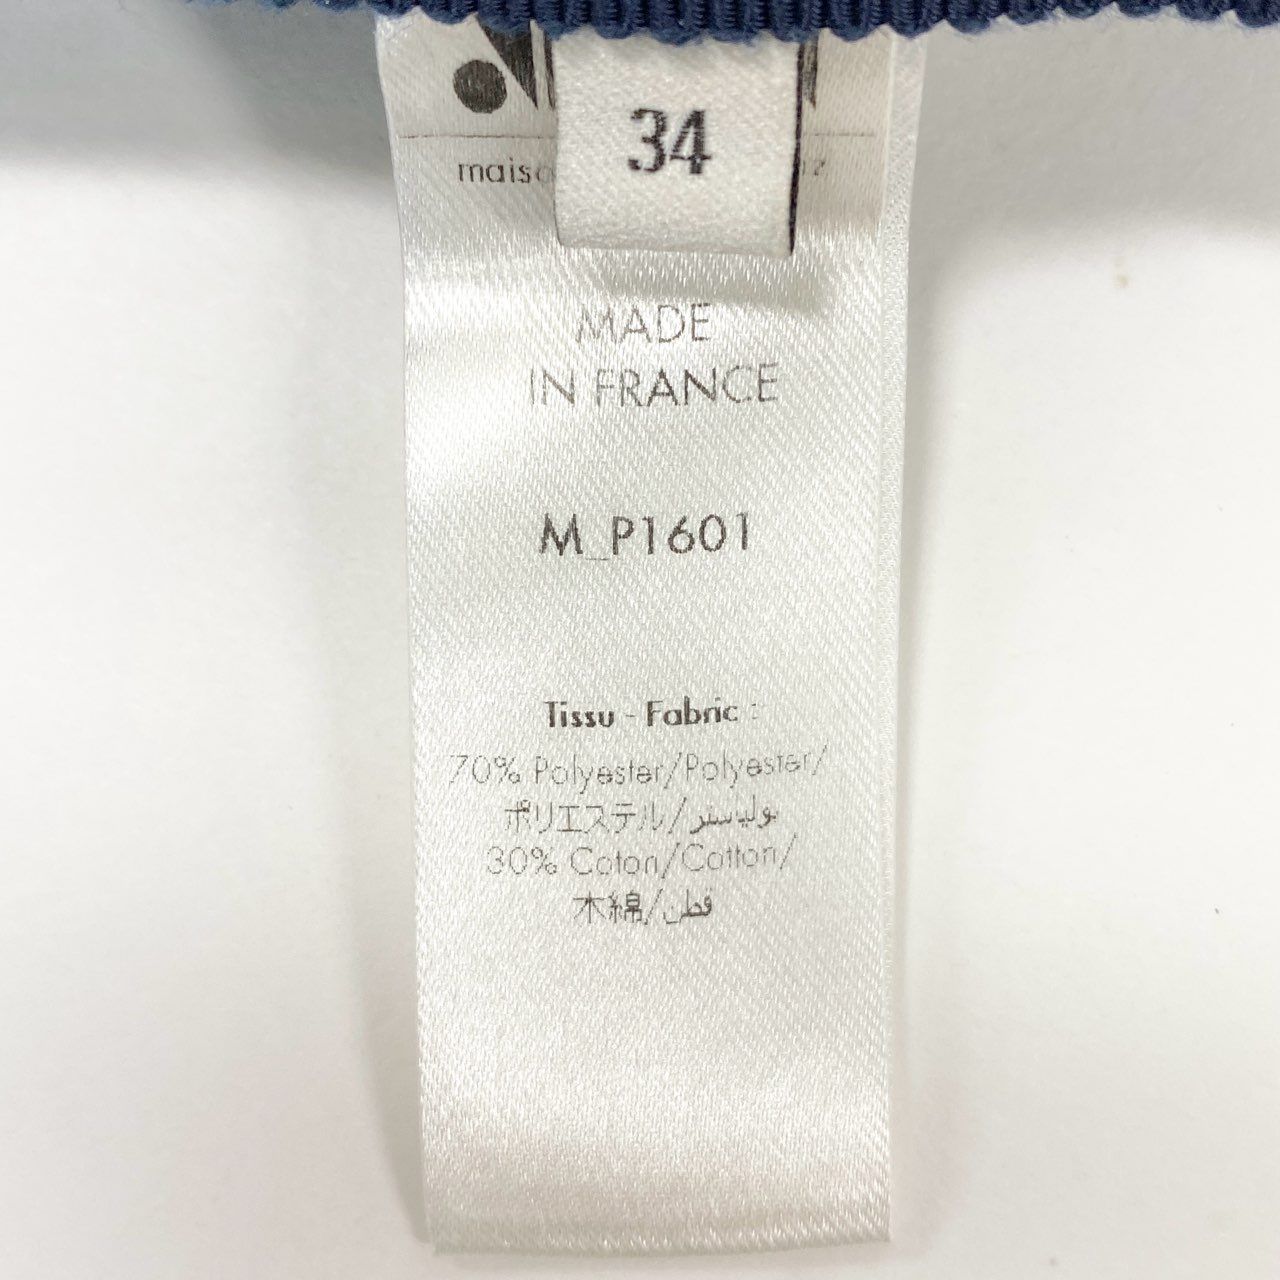 34
MADE
IN FRANCE
M_P1601
Tissu - Fabric :
70% Polyester/Polyester/
ポリエステル/بوليستر
30% Coton/Cotton/
木綿/قطن